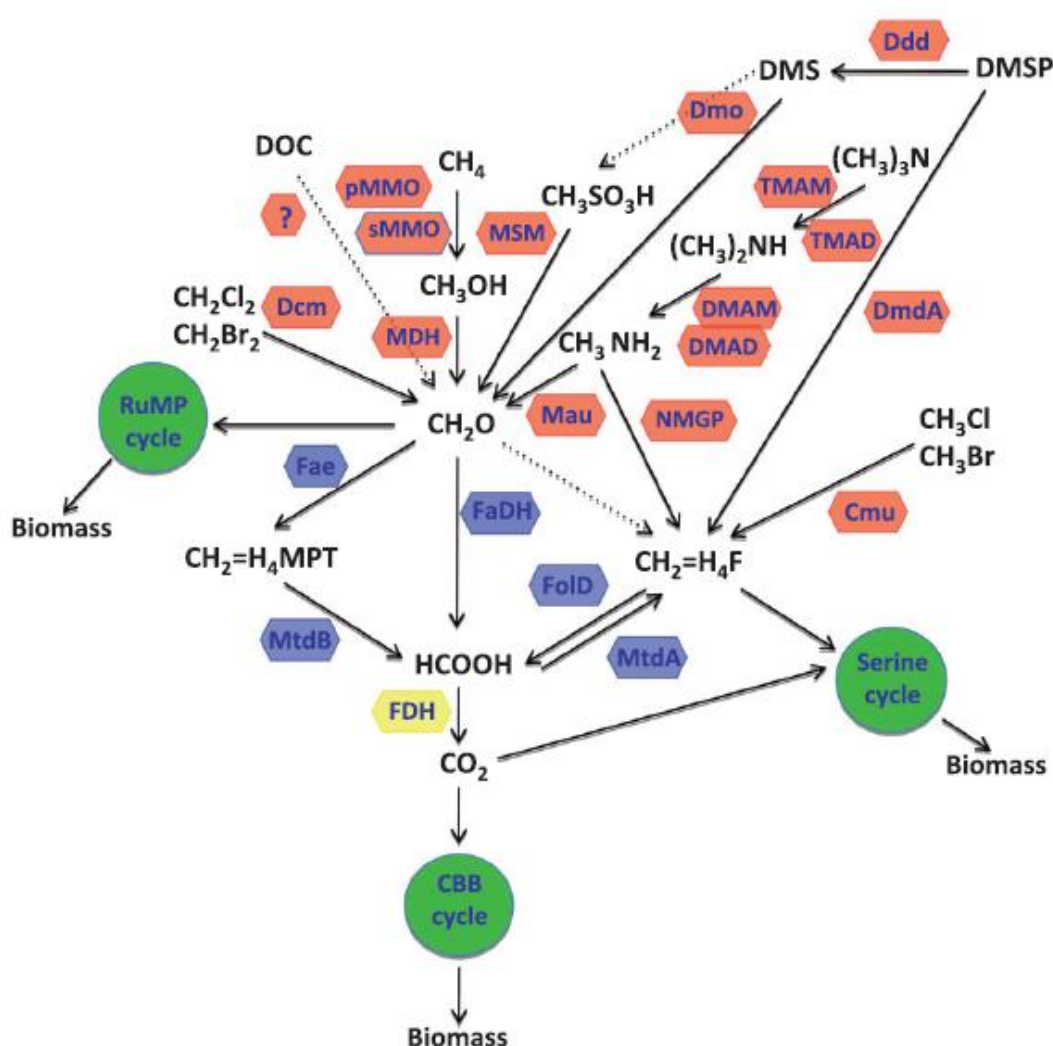 Ddd
DMS
DMSP
Dmo
DOC
CH₄
(CH₃)₃N
pMMO
TMAM
CH₃SO₃H
?
sMMO
MSM
TMAD
(CH₃)₂NH
CH₃OH
CH₂Cl₂
Dcm
DMAM
DmdA
CH₂Br₂
MDH
CH₃ NH₂
DMAD
RuMP
cycle
CH₂O
Mau
NMGP
CH₃Cl
CH₃Br
Fae
Biomass
FaDH
Cmu
CH₂=H₄MPT
CH₂=H₄F
FolD
MtdB
HCOOH
MtdA
Serine
cycle
FDH
CO₂
Biomass
CBB
cycle
Biomass